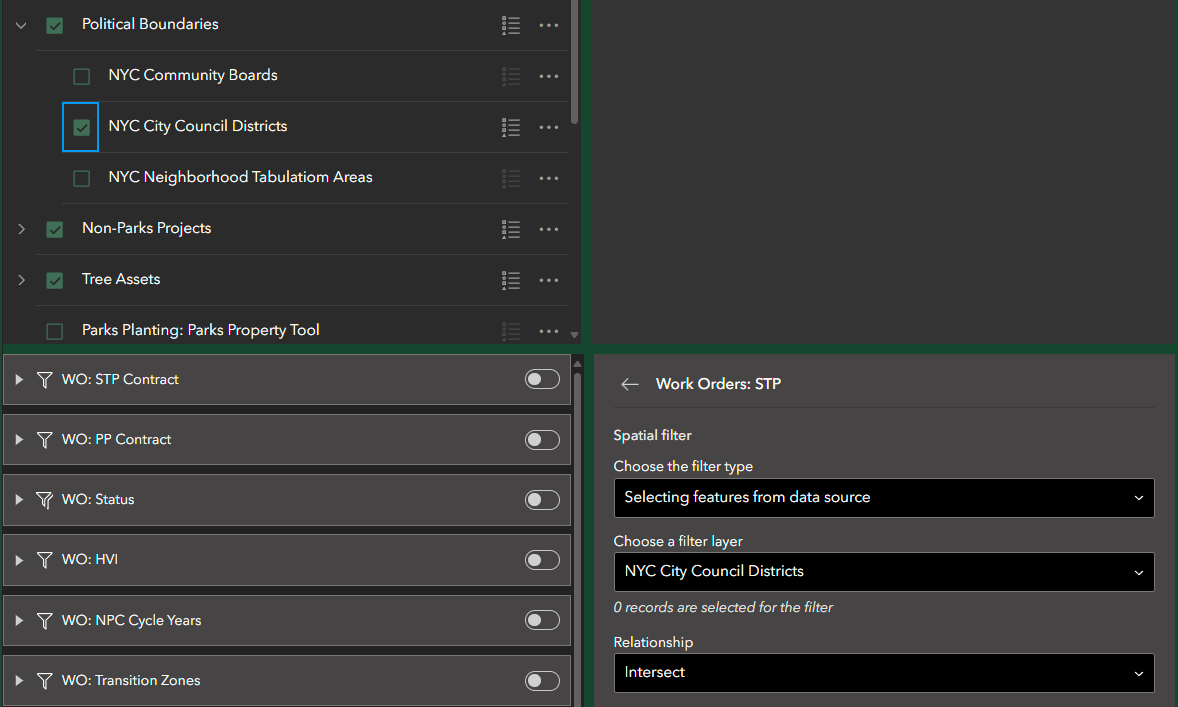 Political Boundaries
NYC Community Boards
NYC City Council Districts
NYC Neighborhood Tabulatiom Areas
Non-Parks Projects
Tree Assets
Parks Planting: Parks Property Tool
WO: STP Contract
WO: PP Contract
WO: Status
WO: HVI
WO: NPC Cycle Years
WO: Transition Zones
Work Orders: STP
Spatial filter
Choose the filter type
Selecting features from data source
Choose a filter layer
NYC City Council Districts
0 records are selected for the filter
Relationship
Intersect